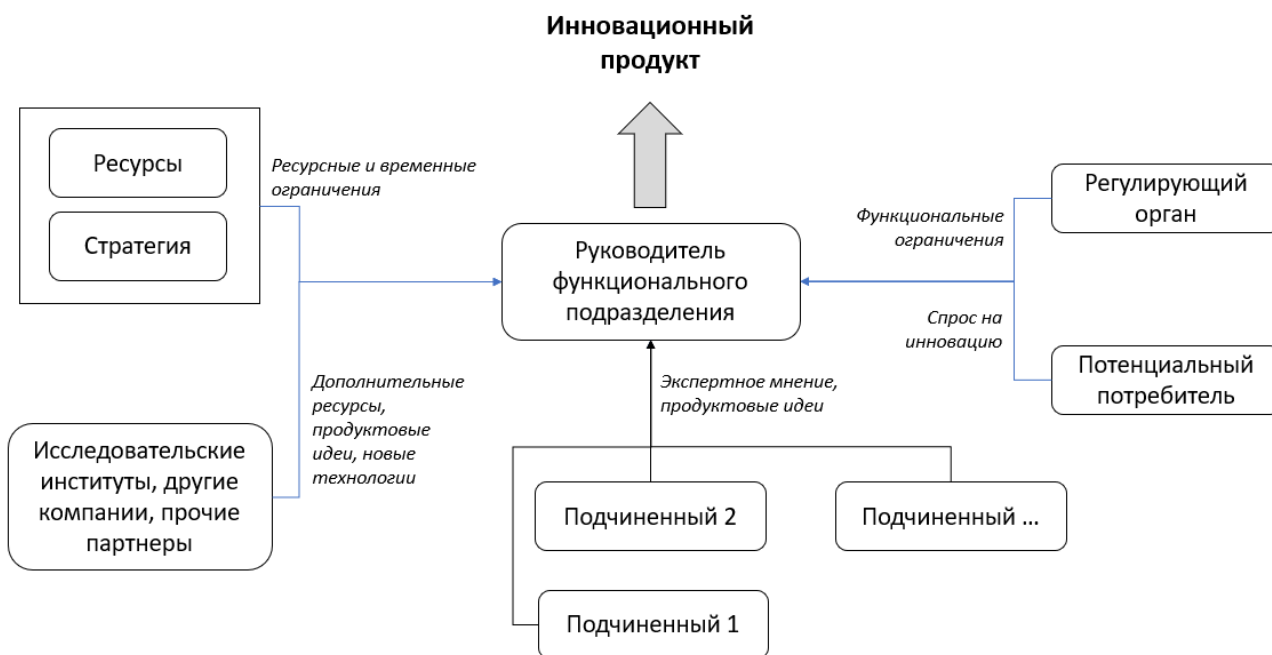 Инновационный
продукт
Ресурсы
Стратегия
Ресурсные и временные
ограничения
Руководитель
функционального
подразделения
Функциональные
ограничения
Регулирующий
орган
Спрос на
инновацию
Потенциальный
потребитель
Дополнительные
ресурсы,
продуктовые
идеи, новые
технологии
Экспертное мнение,
продуктовые идеи
Исследовательские
институты, другие
компании, прочие
партнеры
Подчиненный 2
Подчиненный ...
Подчиненный 1